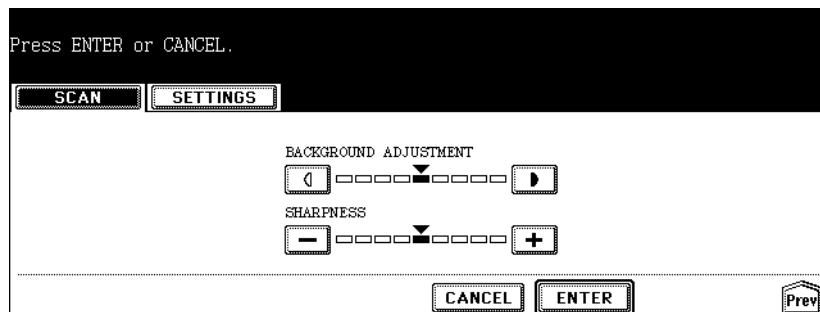 Press ENTER or CANCEL.
SCAN SETTINGS
BACKGROUND ADJUSTMENT
SHARPNESS
CANCEL ENTER Prev